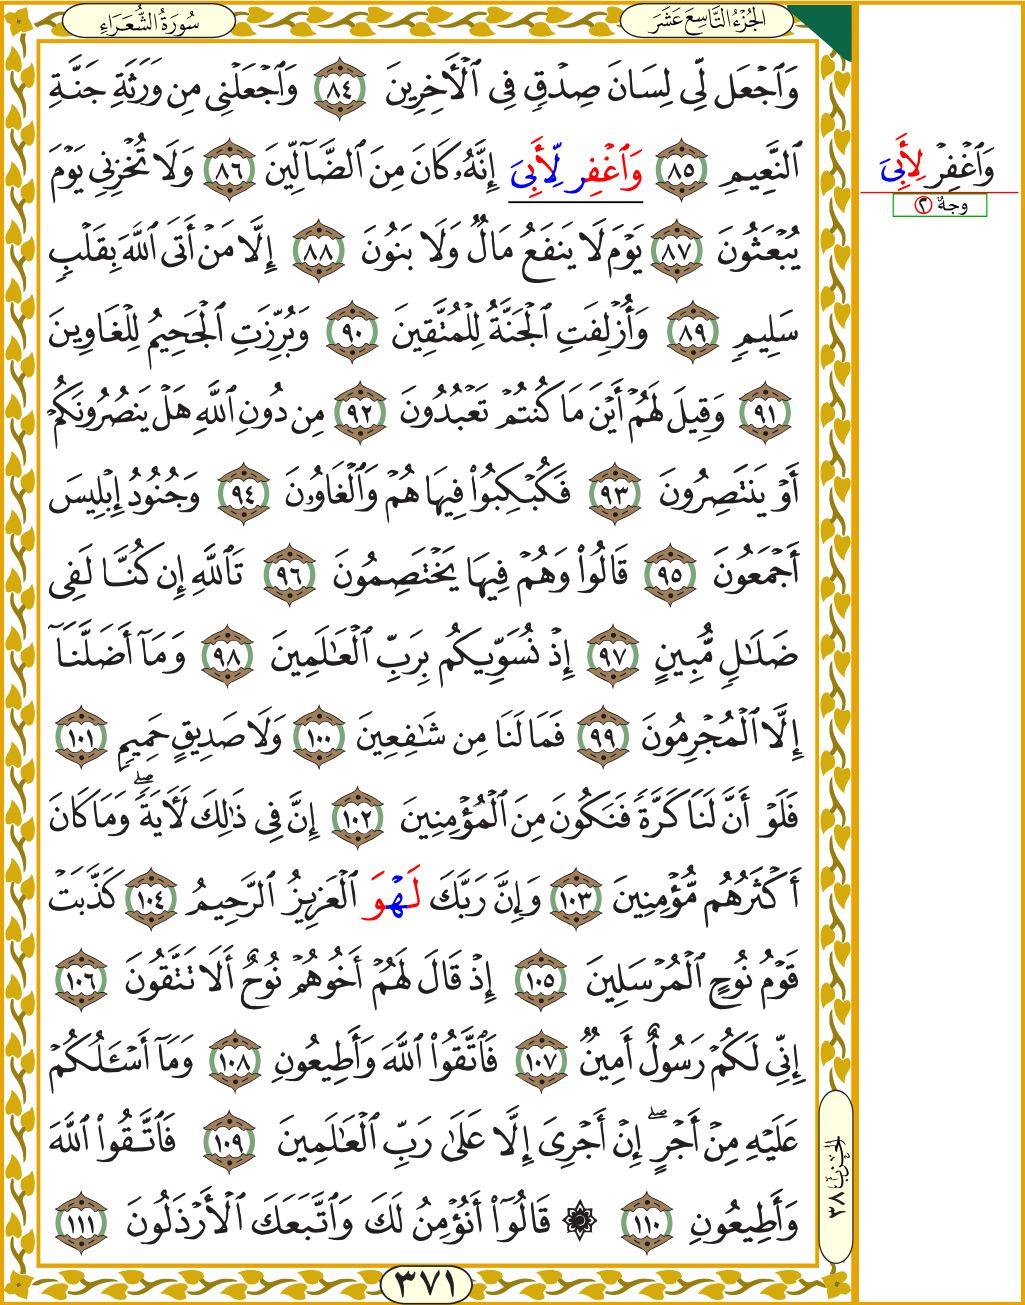 سُورَةُ الشُّعَرَاءِ
الجُزْءُ التَّاسِعَ عَشَرَ
وَٱجْعَل لِّى لِسَانَ صِدْقٍ فِى ٱلْأَخِرِينَ ٨٤ وَٱجْعَلْنِى مِن وَرَثَةِ جَنَّةِ
ٱلنَّعِيمِ ٨٥ وَٱغْفِر لِّأَبِىَ إِنَّهُۥ كَانَ مِنَ ٱلضَّآلِّينَ ٨٦ وَلَا تُخْزِنِى يَوْمَ
يُبْعَثُونَ ٨٧ يَوْمَ لَا يَنفَعُ مَالٌ وَلَا بَنُونَ ٨٨ إِلَّا مَنْ أَتَى ٱللَّهَ بِقَلْبٍ
سَلِيمٍ ٨٩ وَأُزْلِفَتِ ٱلْجَنَّةُ لِلْمُتَّقِينَ ٩٠ وَبُرِّزَتِ ٱلْجَحِيمُ لِلْغَاوِينَ
٩١ وَقِيلَ لَهُمْ أَيْنَ مَا كُنتُمْ تَعْبُدُونَ ٩٢ مِن دُونِ ٱللَّهِ هَلْ يَنصُرُونَكُمْ
أَوْ يَنتَصِرُونَ ٩٣ فَكُبْكِبُوا۟ فِيهَا هُمْ وَٱلْغَاوُۥنَ ٩٤ وَجُنُودُ إِبْلِيسَ
أَجْمَعُونَ ٩٥ قَالُوا۟ وَهُمْ فِيهَا يَخْتَصِمُونَ ٩٦ تَٱللَّهِ إِن كُنَّا لَفِى
ضَلَٰلٍ مُّبِينٍ ٩٧ إِذْ نُسَوِّيكُم بِرَبِّ ٱلْعَٰلَمِينَ ٩٨ وَمَآ أَضَلَّنَآ
إِلَّا ٱلْمُجْرِمُونَ ٩٩ فَمَا لَنَا مِن شَٰفِعِينَ ١٠٠ وَلَا صَدِيقٍ حَمِيمٍ ١٠١
فَلَوْ أَنَّ لَنَا كَرَّةً فَنَكُونَ مِنَ ٱلْمُؤْمِنِينَ ١٠٢ إِنَّ فِى ذَٰلِكَ لَأَيَةً ۖ وَمَا كَانَ
أَكْثَرُهُم مُّؤْمِنِينَ ١٠٣ وَإِنَّ رَبَّكَ لَهْوَ ٱلْعَزِيزُ ٱلرَّحِيمُ ١٠٤ كَذَّبَتْ
قَوْمُ نُوحٍ ٱلْمُرْسَلِينَ ١٠٥ إِذْ قَالَ لَهُمْ أَخُوهُمْ نُوحٌ أَلَا تَتَّقُونَ ١٠٦
إِنِّى لَكُمْ رَسُولٌ أَمِينٌ ١٠٧ فَٱتَّقُوا۟ ٱللَّهَ وَأَطِيعُونِ ١٠٨ وَمَآ أَسْـَٔلُكُمْ
عَلَيْهِ مِنْ أَجْرٍ ۖ إِنْ أَجْرِىَ إِلَّا عَلَىٰ رَبِّ ٱلْعَٰلَمِينَ ١٠٩ فَٱتَّقُوا۟ ٱللَّهَ
وَأَطِيعُونِ ١١٠ ۞ قَالُوٓا۟ أَنُؤْمِنُ لَكَ وَٱتَّبَعَكَ ٱلْأَرْذَلُونَ ١١١
٣٧١
الحِزْبُ ٣٨
وَٱغْفِرْ لِأَبِىَ
وجهٌ ٢